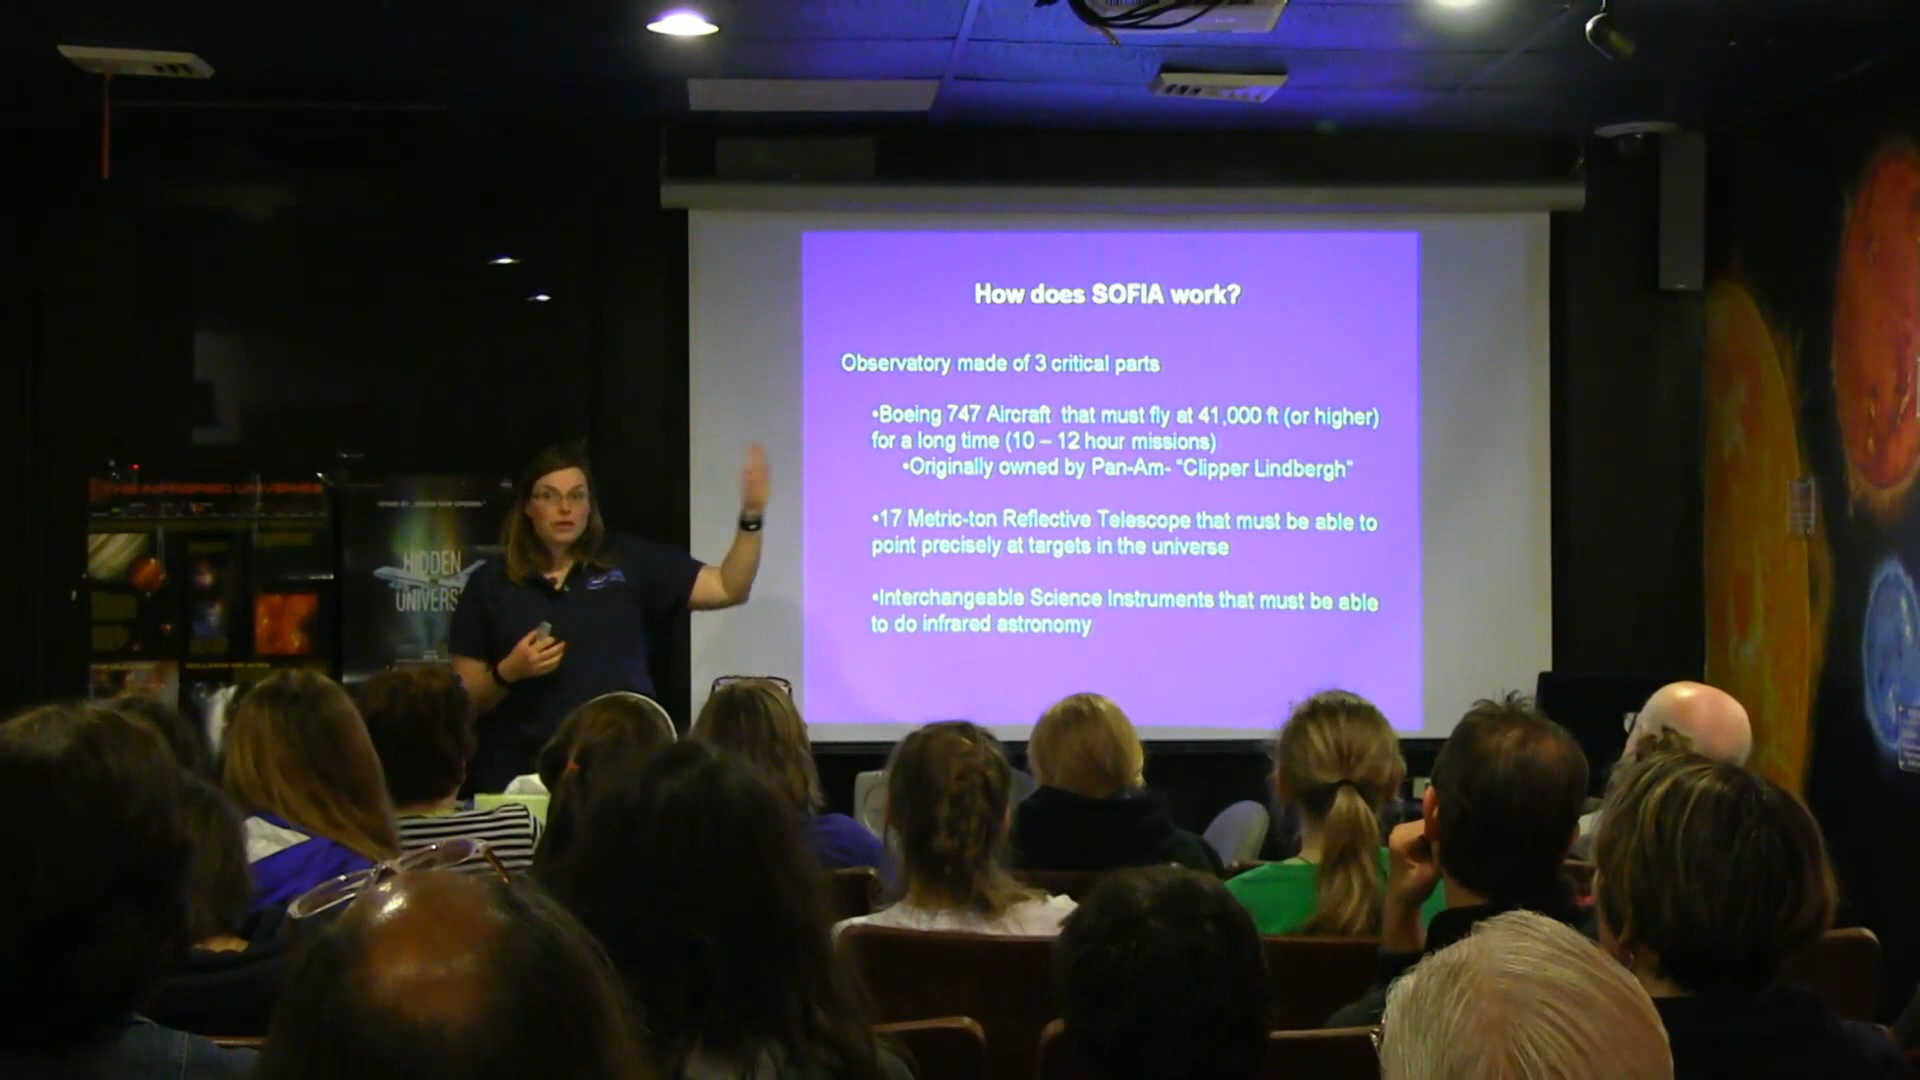 How does SOFIA work?
Observatory made of 3 critical parts
•Boeing 747 Aircraft that must fly at 41,000 ft (or higher)
for a long time (10 – 12 hour missions)
•Originally owned by Pan-Am- "Clipper Lindbergh"
•17 Metric-ton Reflective Telescope that must be able to
point precisely at targets in the universe
•Interchangeable Science Instruments that must be able
to do infrared astronomy
THE INFRARED UNIVERSE
HIDDEN
UNIVERS